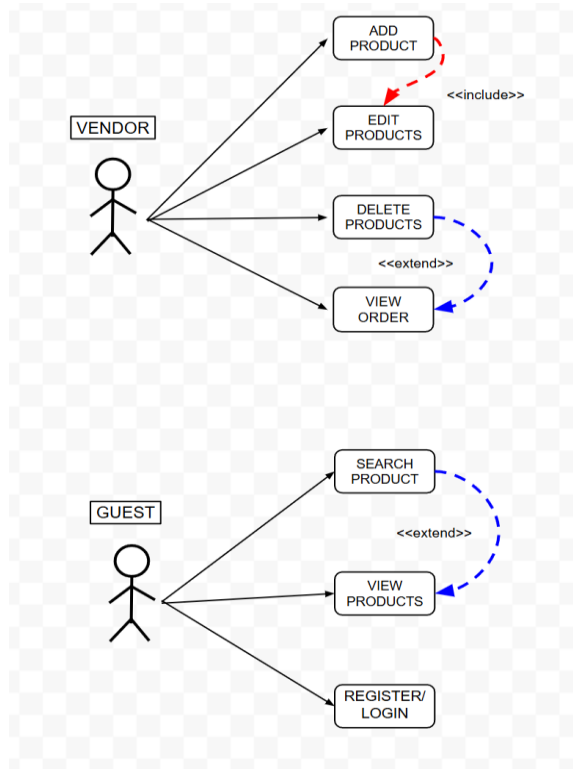 ADD
PRODUCT
<<include>>
EDIT
PRODUCTS
VENDOR
DELETE
PRODUCTS
<<extend>>
VIEW
ORDER
SEARCH
PRODUCT
GUEST
<<extend>>
VIEW
PRODUCTS
REGISTER/
LOGIN